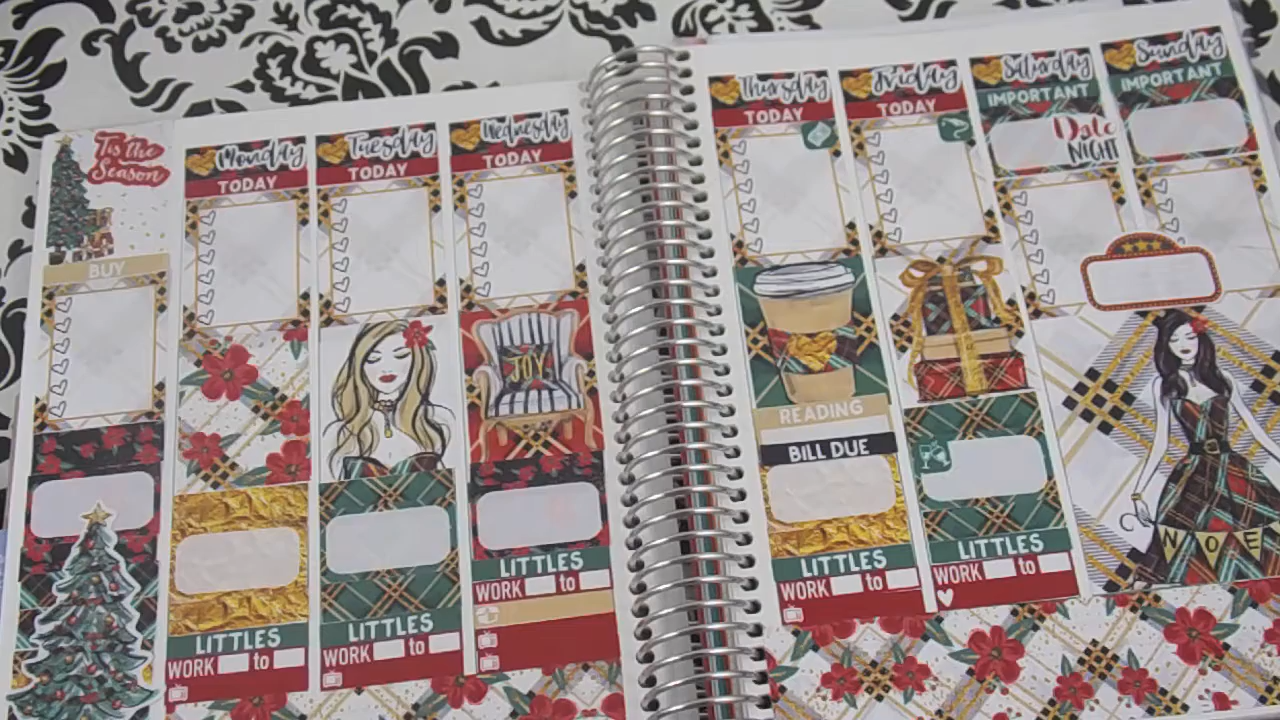 'Tis the
Season
BUY
Monday
TODAY
LITTLES
WORK to
Tuesday
TODAY
LITTLES
WORK to
Wednesday
TODAY
JOY
LITTLES
WORK to
Thursday
TODAY
READING
BILL DUE
LITTLES
WORK to
Friday
TODAY
LITTLES
WORK to
Saturday
IMPORTANT
Date
NIGHT
Sunday
IMPORTANT
NOE